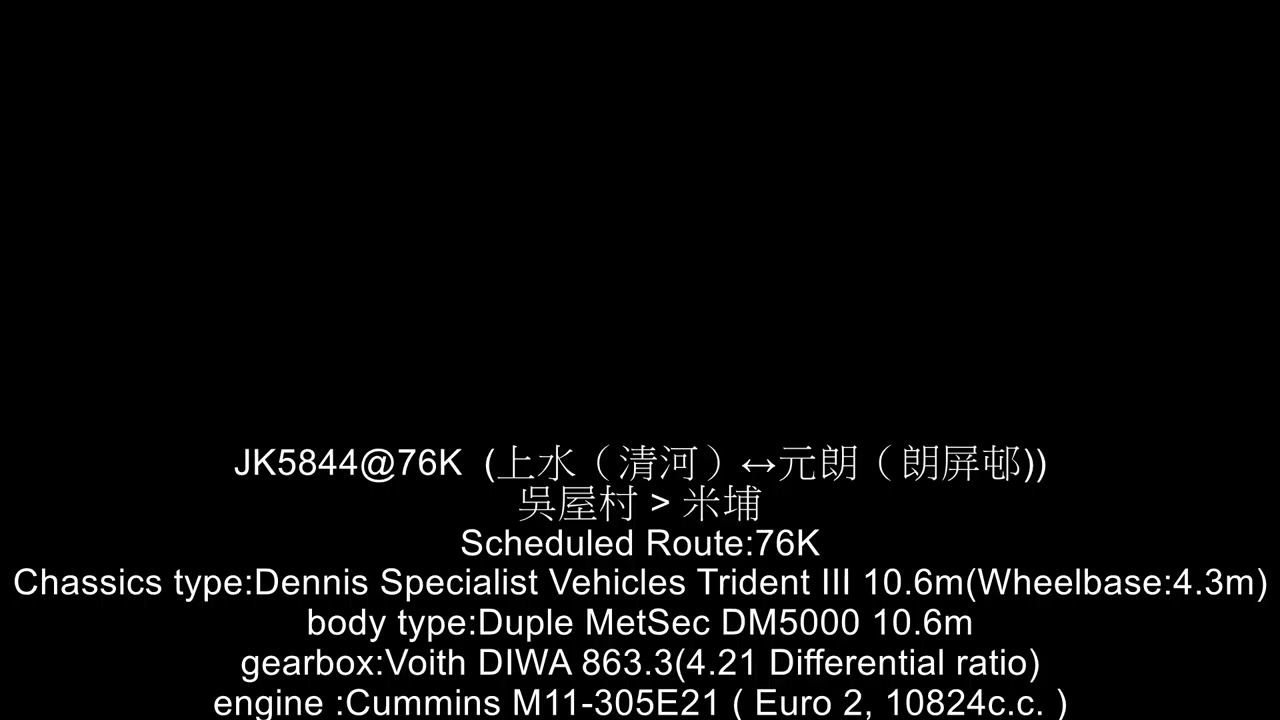 JK5844@76K  (上水（清河）↔元朗（朗屏邨))
吳屋村 > 米埔
Scheduled Route:76K
Chassics type:Dennis Specialist Vehicles Trident III 10.6m(Wheelbase:4.3m)
body type:Duple MetSec DM5000 10.6m
gearbox:Voith DIWA 863.3(4.21 Differential ratio)
engine :Cummins M11-305E21 ( Euro 2, 10824c.c. )